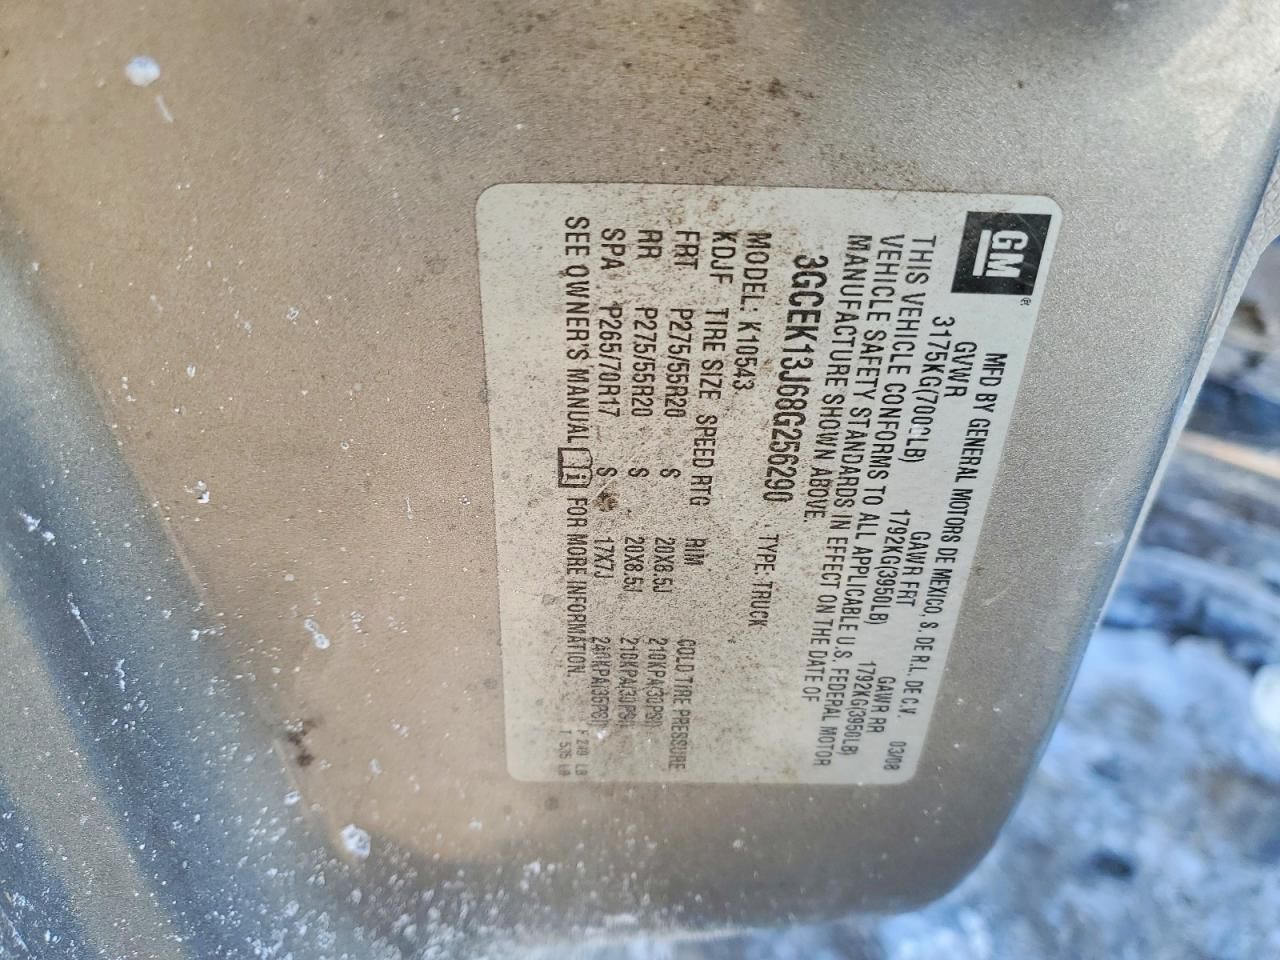 GM®
MFD BY GENERAL MOTORS DE MEXICO, S. DE R.L. DE C.V.
GVWR GAWR FRT GAWR RR 03/08
3175KG(7000LB) 1792KG(3950LB) 1792KG(3950LB)
THIS VEHICLE CONFORMS TO ALL APPLICABLE U.S. FEDERAL MOTOR
VEHICLE SAFETY STANDARDS IN EFFECT ON THE DATE OF
MANUFACTURE SHOWN ABOVE.
3GCEK13J68G256290 TYPE:TRUCK
MODEL: K10543
KDJF TIRE SIZE SPEED RTG RIM COLD TIRE PRESSURE
FRT P275/55R20 S 20X8.5J 210KPA(30PSI)
RR P275/55R20 S 20X8.5J 210KPA(30PSI)
SPA P265/70R17 S 17X7J 240KPA(35PSI)
SEE OWNER'S MANUAL FOR MORE INFORMATION.